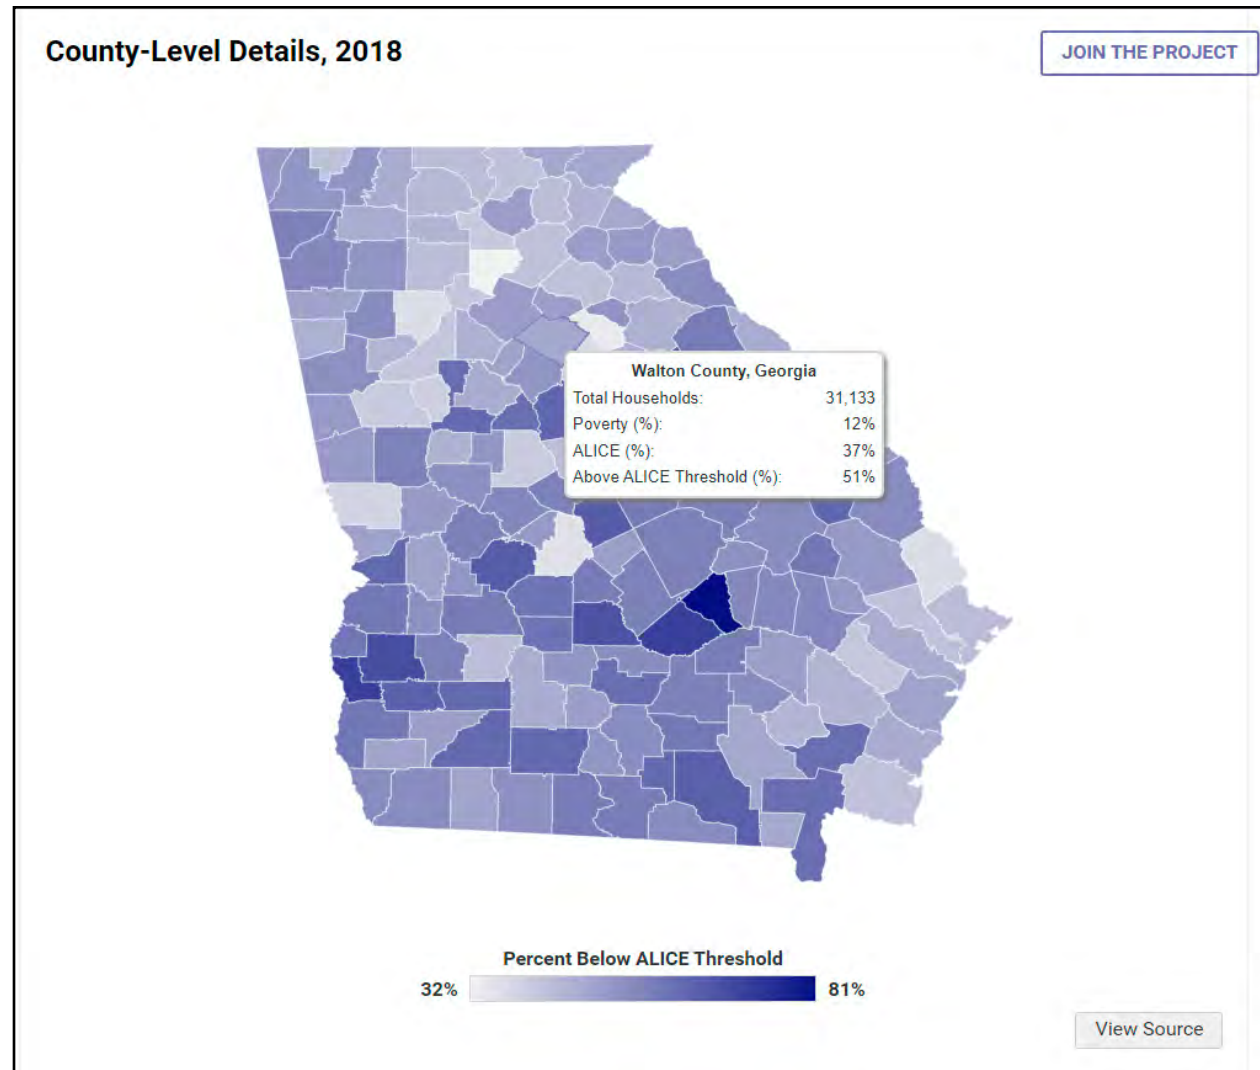 County-Level Details, 2018
JOIN THE PROJECT
Walton County, Georgia
Total Households: 31,133
Poverty (%): 12%
ALICE (%): 37%
Above ALICE Threshold (%): 51%
Percent Below ALICE Threshold
32% 81%
View Source